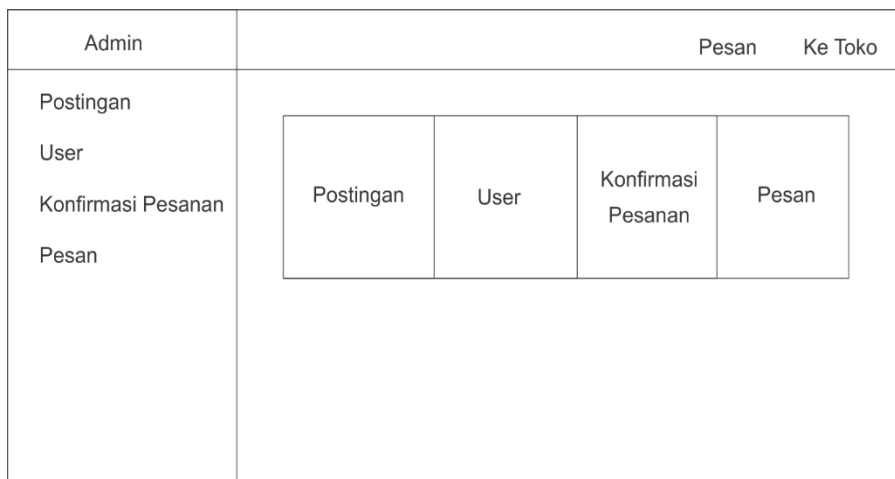 Admin
Pesan Ke Toko
Postingan
User
Konfirmasi Pesanan
Pesan
Postingan
User
Konfirmasi
Pesanan
Pesan